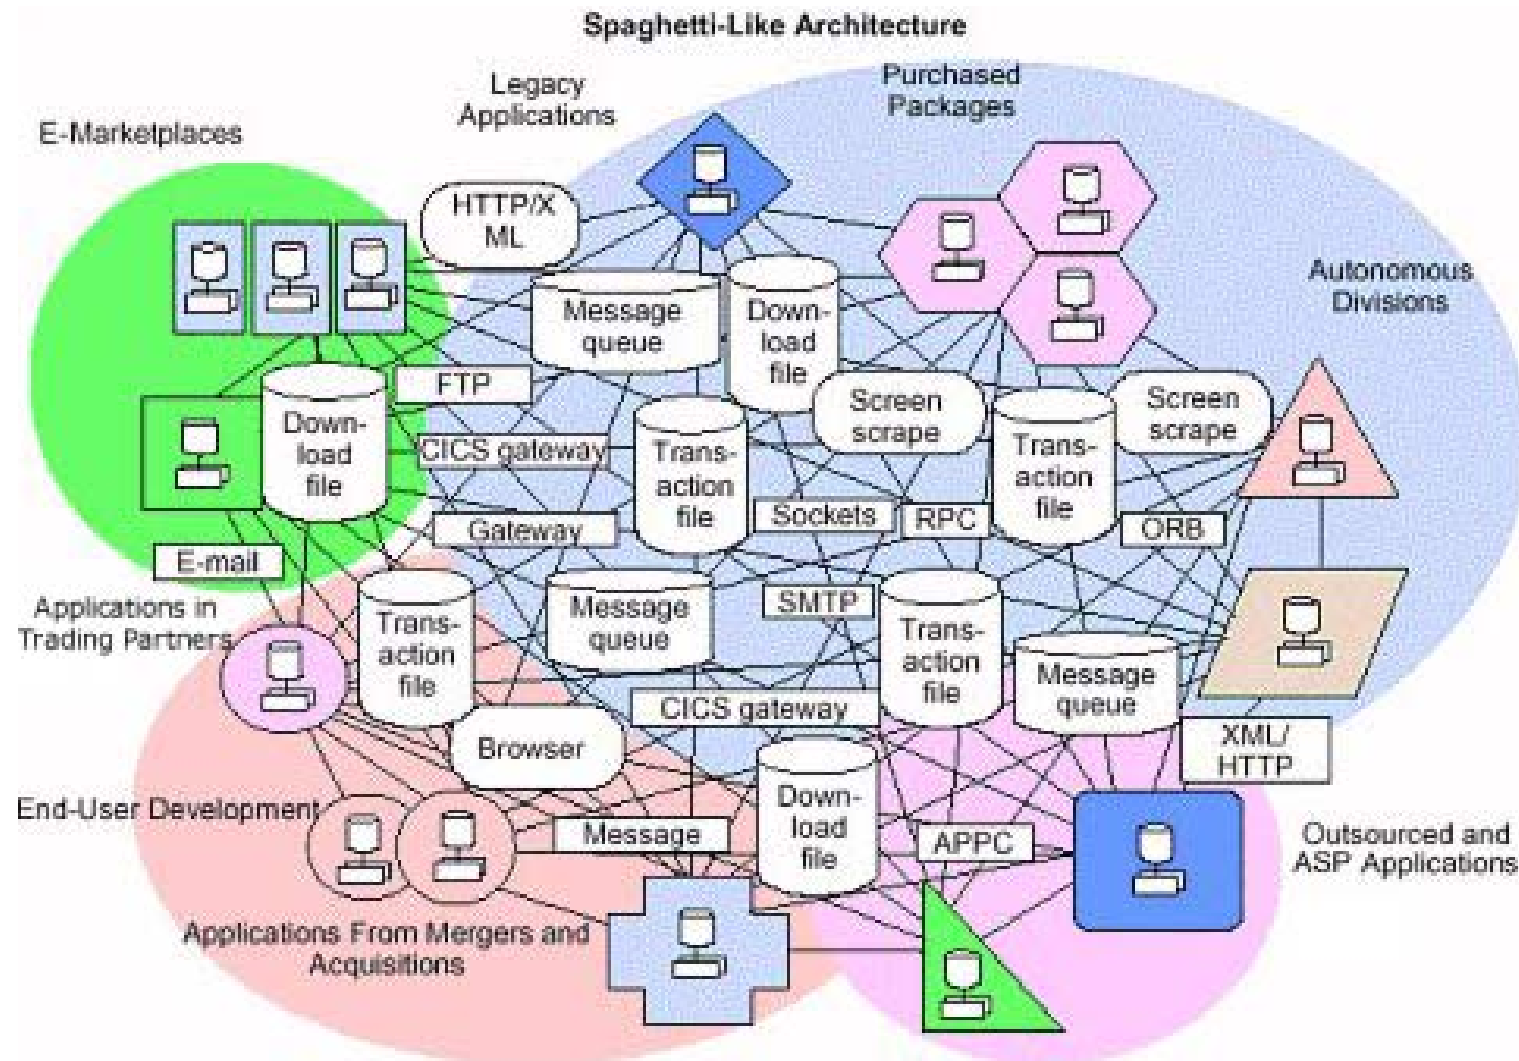 Spaghetti-Like Architecture
Legacy
Applications
Purchased
Packages
E-Marketplaces
HTTP/X
ML
Autonomous
Divisions
Message
queue
Down-
load
file
FTP
Screen
scrape
Screen
scrape
Down-
load
file
CICS gateway
Trans-
action
file
Trans-
action
file
Gateway
Sockets
RPC
ORB
E-mail
Applications in
Trading Partners
Trans-
action
file
Message
queue
SMTP
Trans-
action
file
Message
queue
CICS gateway
Browser
XML/
HTTP
End-User Development
Down-
load
file
Message
APPC
Outsourced and
ASP Applications
Applications From Mergers and
Acquisitions